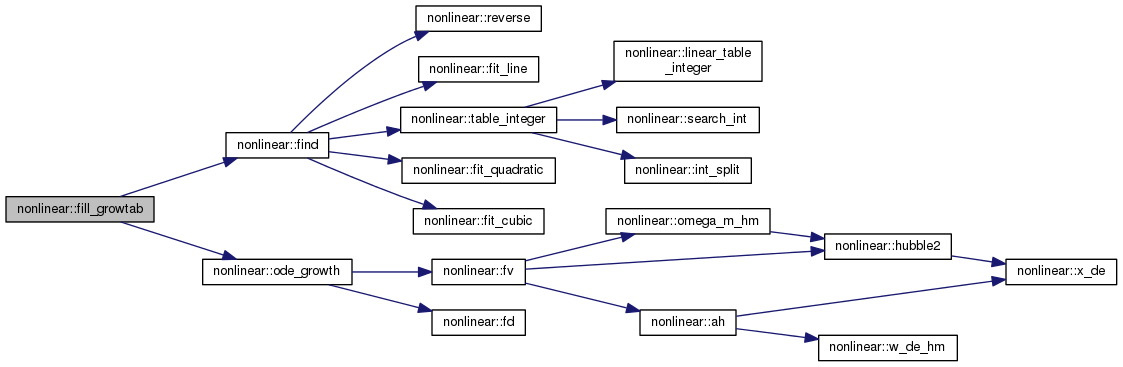 nonlinear::reverse
nonlinear::linear_table
_integer
nonlinear::fit_line
nonlinear::table_integer
nonlinear::search_int
nonlinear::find
nonlinear::fit_quadratic
nonlinear::int_split
nonlinear::fill_growtab
nonlinear::fit_cubic
nonlinear::omega_m_hm
nonlinear::hubble2
nonlinear::ode_growth
nonlinear::fv
nonlinear::x_de
nonlinear::fd
nonlinear::ah
nonlinear::w_de_hm